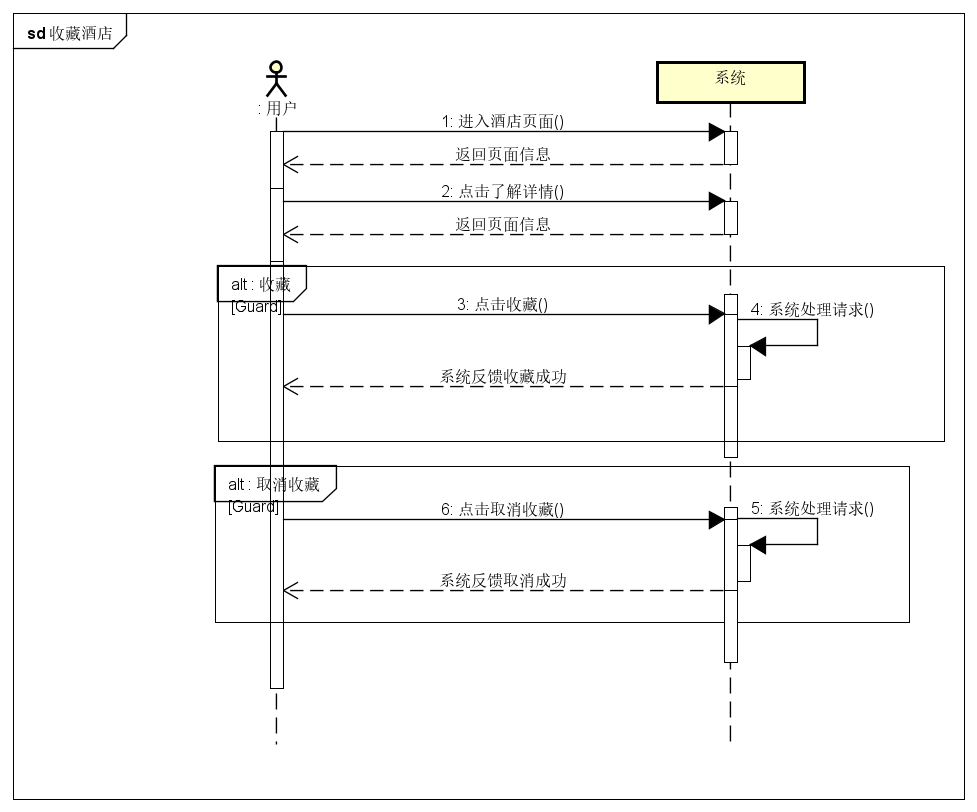 sd 收藏酒店
系统
: 用户
1: 进入酒店页面()
返回页面信息
2: 点击了解详情()
返回页面信息
alt : 收藏
[Guard]
3: 点击收藏()
4: 系统处理请求()
系统反馈收藏成功
alt : 取消收藏
[Guard]
6: 点击取消收藏()
5: 系统处理请求()
系统反馈取消成功